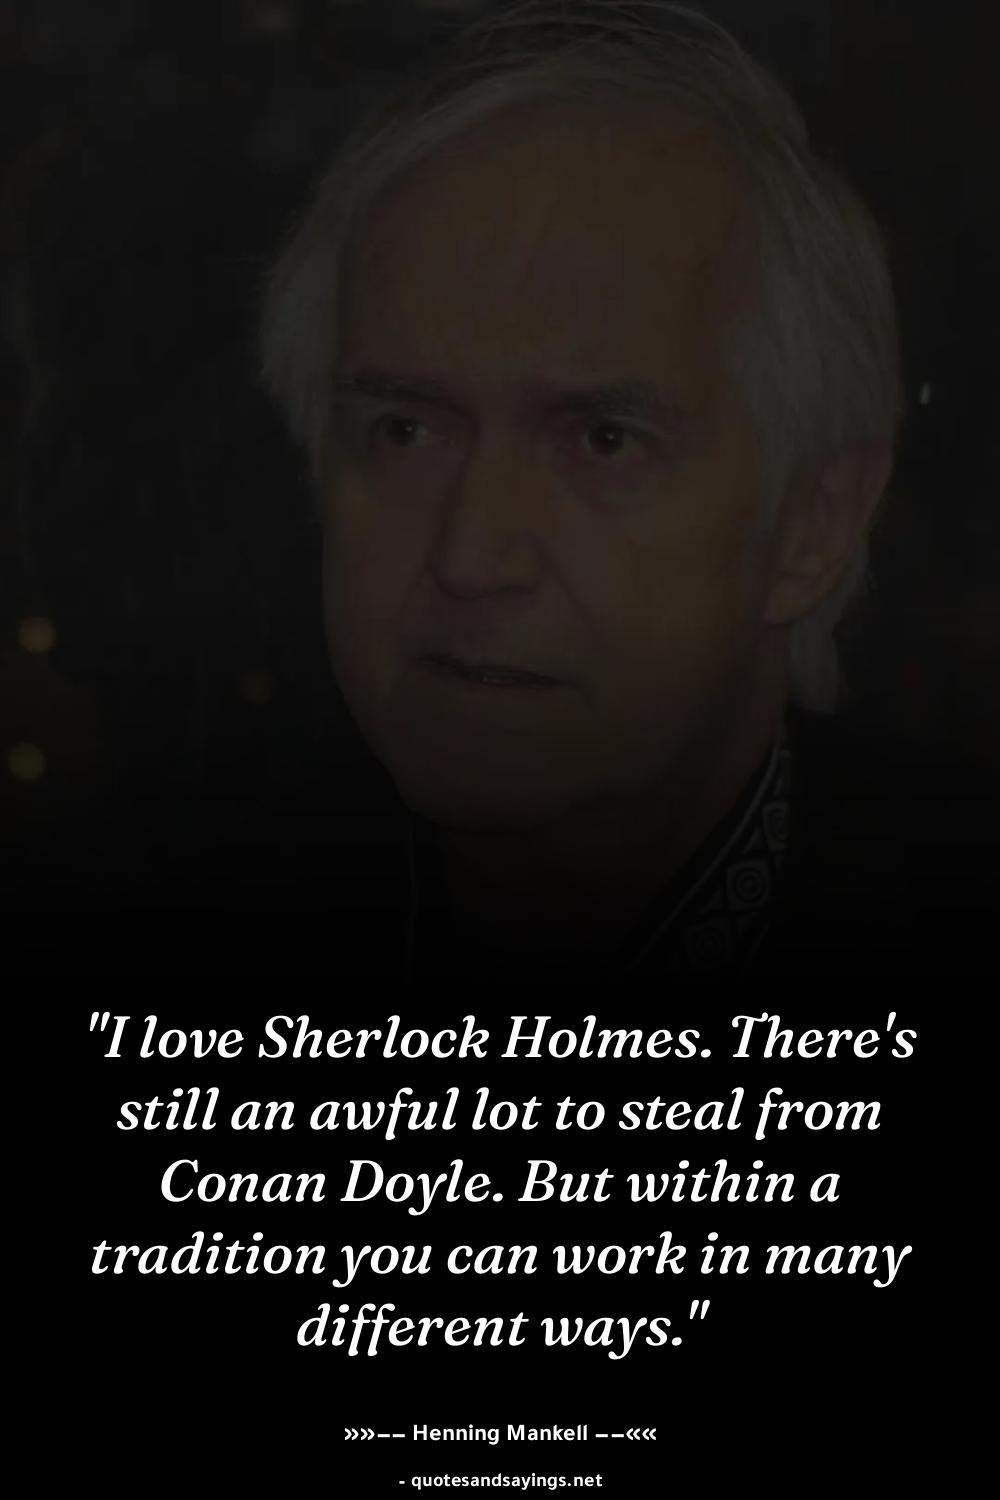 "I love Sherlock Holmes. There's
still an awful lot to steal from
Conan Doyle. But within a
tradition you can work in many
different ways."
»»–– Henning Mankell ––««
- quotesandsayings.net